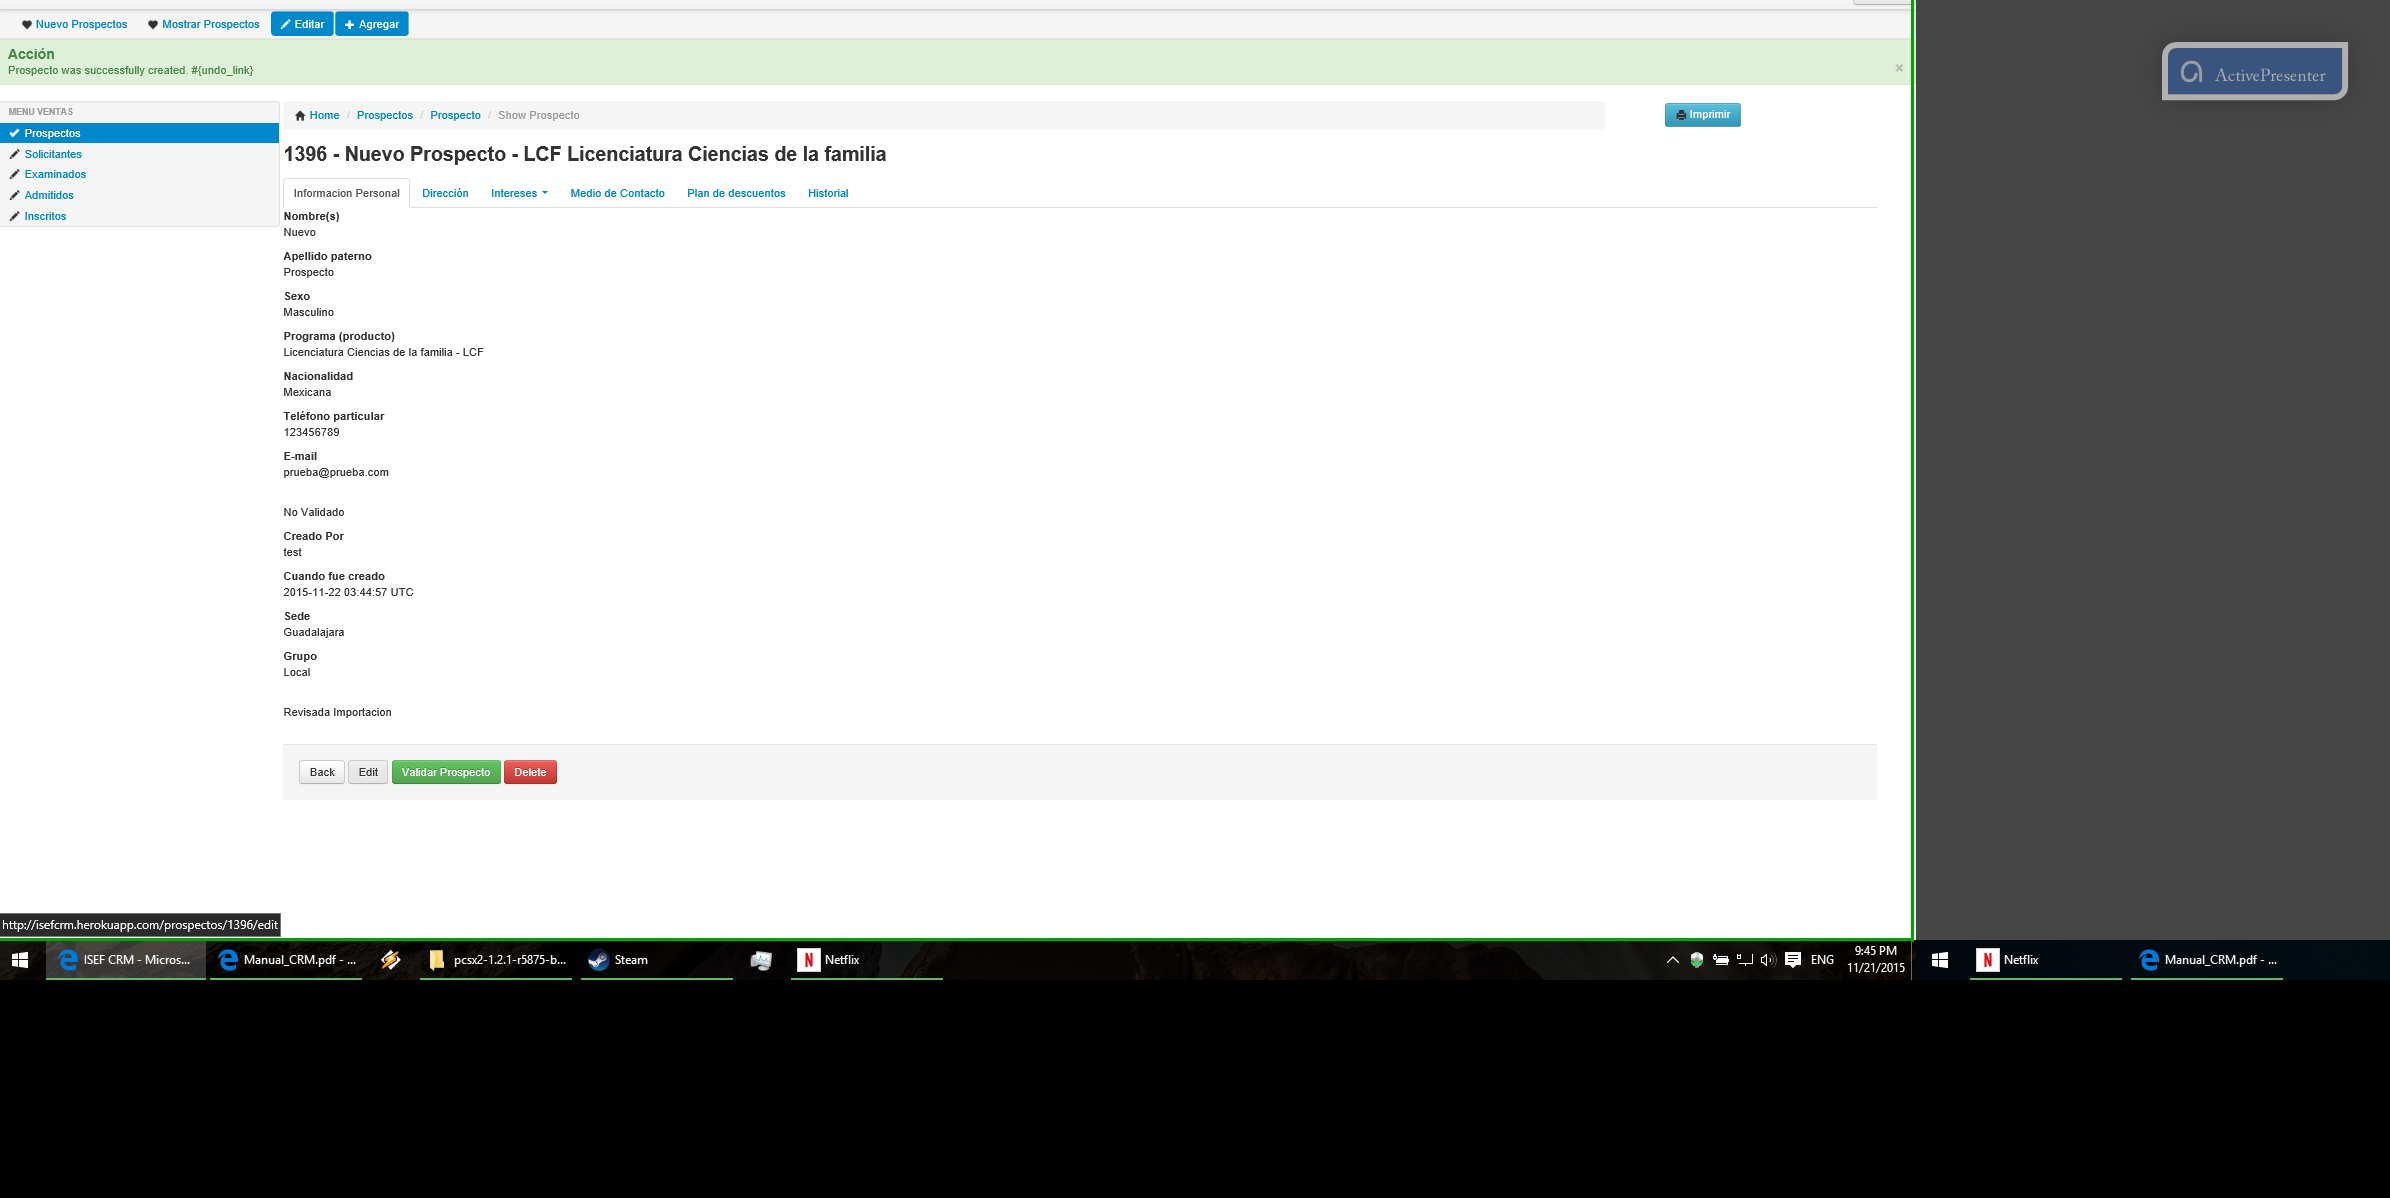 Nuevo Prospectos Mostrar Prospectos Editar Agregar
Acción
Prospecto was successfully created. #{undo_link}
×
ActivePresenter
MENU VENTAS
Prospectos
Solicitantes
Examinados
Admitidos
Inscritos
Home / Prospectos / Prospecto / Show Prospecto
Imprimir
1396 - Nuevo Prospecto - LCF Licenciatura Ciencias de la familia
Informacion Personal Dirección Intereses Medio de Contacto Plan de descuentos Historial
Nombre(s)
Nuevo
Apellido paterno
Prospecto
Sexo
Masculino
Programa (producto)
Licenciatura Ciencias de la familia - LCF
Nacionalidad
Mexicana
Teléfono particular
123456789
E-mail
prueba@prueba.com
No Validado
Creado Por
test
Cuando fue creado
2015-11-22 03:44:57 UTC
Sede
Guadalajara
Grupo
Local
Revisada Importacion
Back Edit Validar Prospecto Delete
http://isefcrm.herokuapp.com/prospectos/1396/edit
ISEF CRM - Micros... Manual_CRM.pdf - ... pcsx2-1.2.1-r5875-b... Steam N Netflix ENG 9:45 PM
11/21/2015
N Netflix Manual_CRM.pdf - ...